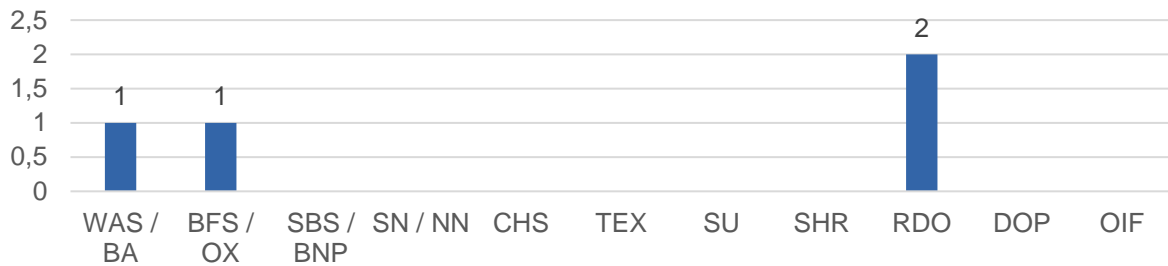 2,5
2
2
1,5
1
1
1
0,5
0
WAS / BA
BFS / OX
SBS / BNP
SN / NN
CHS
TEX
SU
SHR
RDO
DOP
OIF